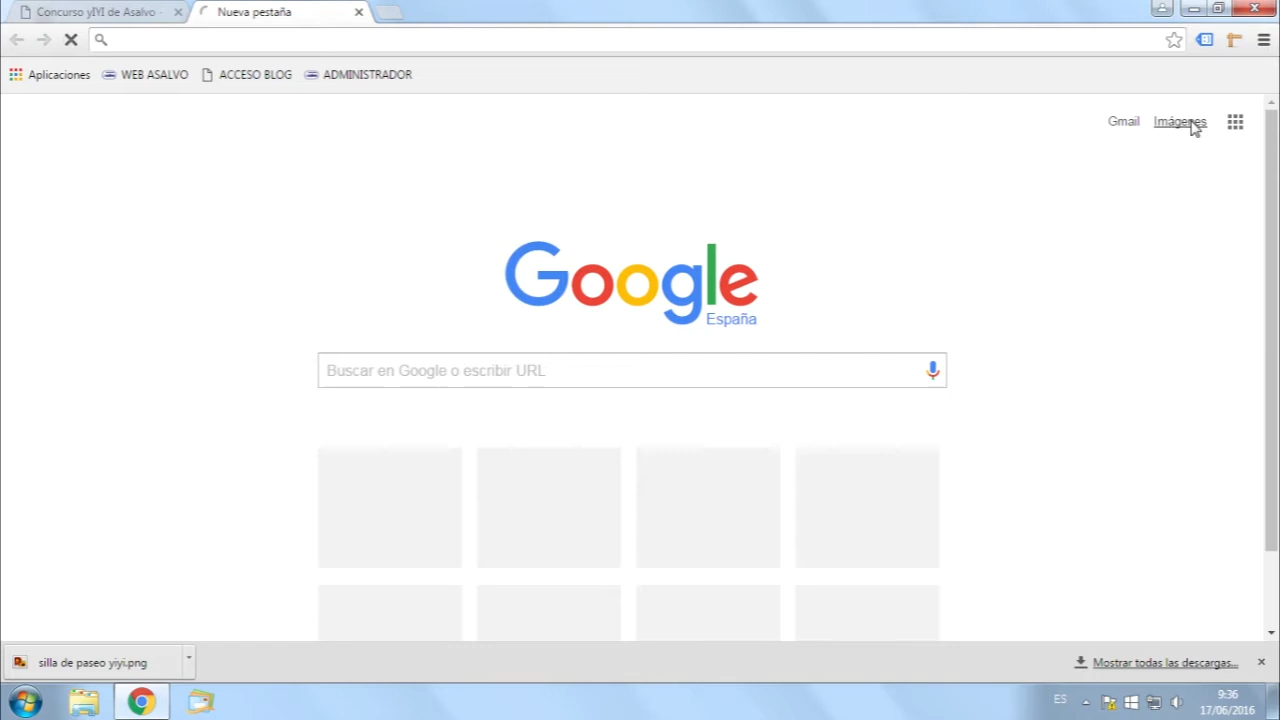 Concurso yIYI de Asalvo -
Nueva pestaña
Aplicaciones
WEB ASALVO
ACCESO BLOG
ADMINISTRADOR
Gmail
Imágenes
Google
España
Buscar en Google o escribir URL
silla de paseo yiyi.png
Mostrar todas las descargas...
ES
9:36
17/06/2016